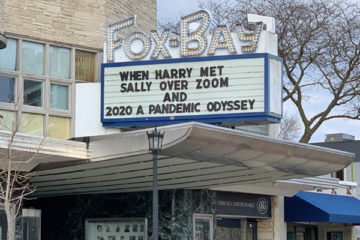 FOX-BAY
WHEN HARRY MET
SALLY OVER ZOOM
AND
2020 A PANDEMIC ODYSSEY